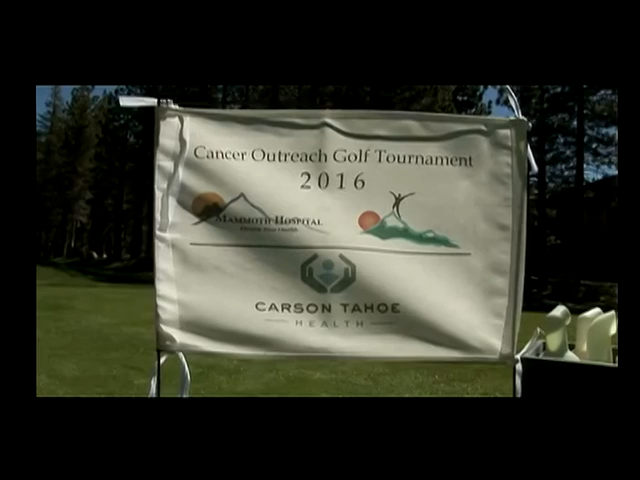 Cancer Outreach Golf Tournament
2016
MAMMOTH HOSPITAL
CARSON TAHOE
HEALTH